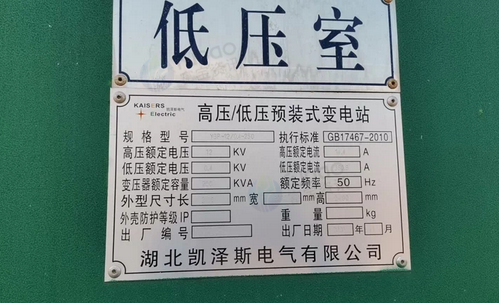 低压室
KAISERS
Electric
高压/低压预装式变电站
规格型号 执行标准 GB17467-2010
高压额定电压 KV 高压额定电流 A
低压额定电压 KV 低压额定电流 A
变压器额定容量 KVA 额定频率 50 Hz
外型尺寸长 mm 宽 mm 高 mm
外壳防护等级 IP 重量 kg
出厂编号 出厂日期 年 月
湖北凯泽斯电气有限公司